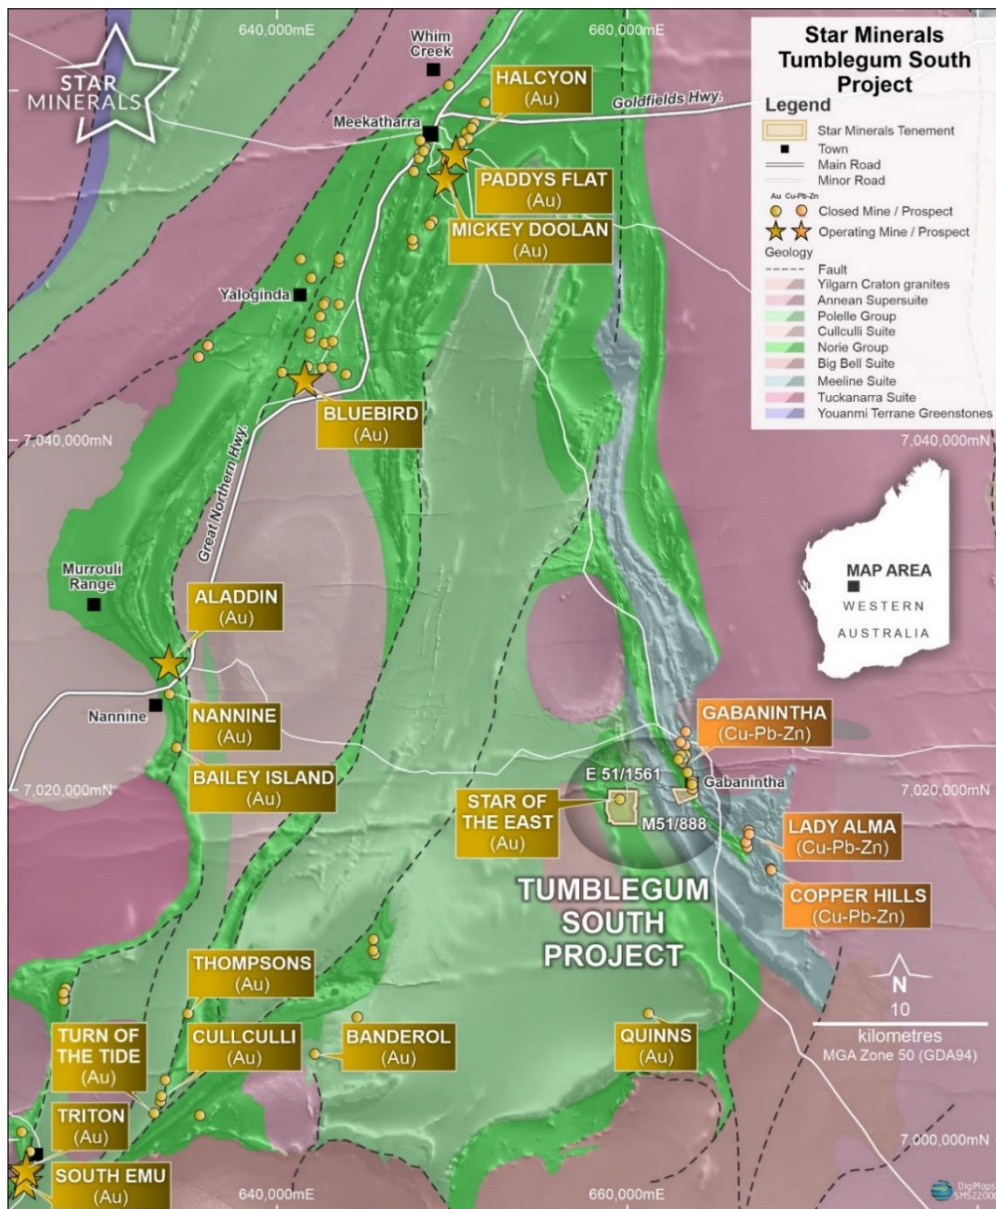 640,000mE
660,000mE
STAR
MINERALS
Whim
Creek
HALCYON
(Au)
Goldfields Hwy.
Meekatharra
PADDYS FLAT
(Au)
MICKEY DOOLAN
(Au)
Yaloginda
BLUEBIRD
(Au)
7,040,000mN
7,040,000mN
Great Northern Hwy.
Murrouli
Range
ALADDIN
(Au)
Nannine
NANNINE
(Au)
BAILEY ISLAND
(Au)
7,020,000mN
7,020,000mN
Star Minerals
Tumblegum South
Project
Legend
Star Minerals Tenement
Town
Main Road
Minor Road
Au Cu-Pb-Zn
Closed Mine / Prospect
Operating Mine / Prospect
Geology
Fault
Yilgarn Craton granites
Annean Supersuite
Polelle Group
Cullculli Suite
Norie Group
Big Bell Suite
Meeline Suite
Tuckanarra Suite
Youanmi Terrane Greenstones
MAP AREA
WESTERN
AUSTRALIA
GABANINTHA
(Cu-Pb-Zn)
E 51/1561
Gabanintha
STAR OF
THE EAST
(Au)
M51/888
LADY ALMA
(Cu-Pb-Zn)
COPPER HILLS
(Cu-Pb-Zn)
TUMBLEGUM
SOUTH
PROJECT
THOMPSONS
(Au)
TURN OF
THE TIDE
(Au)
CULLCULLI
(Au)
BANDEROL
(Au)
QUINNS
(Au)
TRITON
(Au)
SOUTH EMU
(Au)
N
10
kilometres
MGA Zone 50 (GDA94)
7,000,000mN
640,000mE
660,000mE
DigiMaps